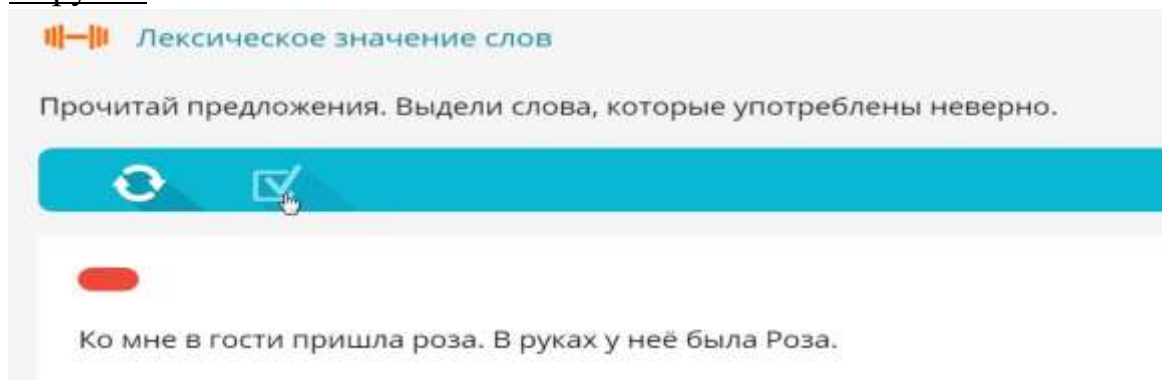 Лексическое значение слов
Прочитай предложения. Выдели слова, которые употреблены неверно.
Ко мне в гости пришла роза. В руках у неё была Роза.